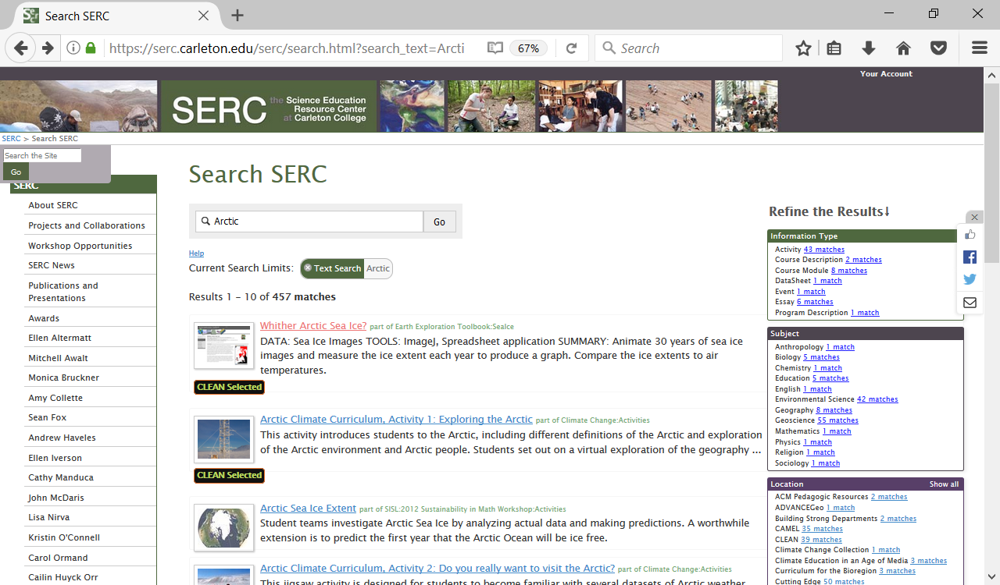 Search SERC
https://serc.carleton.edu/serc/search.html?search_text=Arcti
67%
Search
Your Account
SERC the Science Education
Resource Center
at Carleton College
SERC > Search SERC
Search the Site
Go
SERC
About SERC
Projects and Collaborations
Workshop Opportunities
SERC News
Publications and
Presentations
Awards
Ellen Altermatt
Mitchell Awalt
Monica Bruckner
Amy Collette
Sean Fox
Andrew Haveles
Ellen Iverson
Cathy Manduca
John McDaris
Lisa Nirva
Kristin O'Connell
Carol Ormand
Cailin Huyck Orr
Search SERC
Arctic
Go
Help
Current Search Limits: Text Search Arctic
Results 1 - 10 of 457 matches
Whither Arctic Sea Ice? part of Earth Exploration Toolbook:SeaIce
DATA: Sea Ice Images TOOLS: ImageJ, Spreadsheet application SUMMARY: Animate 30 years of sea ice
images and measure the ice extent each year to produce a graph. Compare the ice extents to air
temperatures.
CLEAN Selected
Arctic Climate Curriculum, Activity 1: Exploring the Arctic part of Climate Change:Activities
This activity introduces students to the Arctic, including different definitions of the Arctic and exploration
of the Arctic environment and Arctic people. Students set out on a virtual exploration of the geography ...
CLEAN Selected
Arctic Sea Ice Extent part of SISL:2012 Sustainability in Math Workshop:Activities
Student teams investigate Arctic Sea Ice by analyzing actual data and making predictions. A worthwhile
extension is to predict the first year that the Arctic Ocean will be ice free.
Arctic Climate Curriculum, Activity 2: Do you really want to visit the Arctic? part of Climate Change:Activities
This jigsaw activity is designed for students to become familiar with several datasets of Arctic weather
Refine the Results↓
Information Type
Activity 43 matches
Course Description 2 matches
Course Module 8 matches
DataSheet 1 match
Event 1 match
Essay 6 matches
Program Description 1 match
Subject
Anthropology 1 match
Biology 5 matches
Chemistry 1 match
Education 5 matches
English 1 match
Environmental Science 42 matches
Geography 8 matches
Geoscience 55 matches
Mathematics 1 match
Physics 1 match
Religion 1 match
Sociology 1 match
Location Show all
ACM Pedagogic Resources 2 matches
ADVANCEGeo 1 match
Building Strong Departments 2 matches
CAMEL 35 matches
CLEAN 39 matches
Climate Change Collection 1 match
Climate Education in an Age of Media 3 matches
Curriculum for the Bioregion 3 matches
Cutting Edge 50 matches